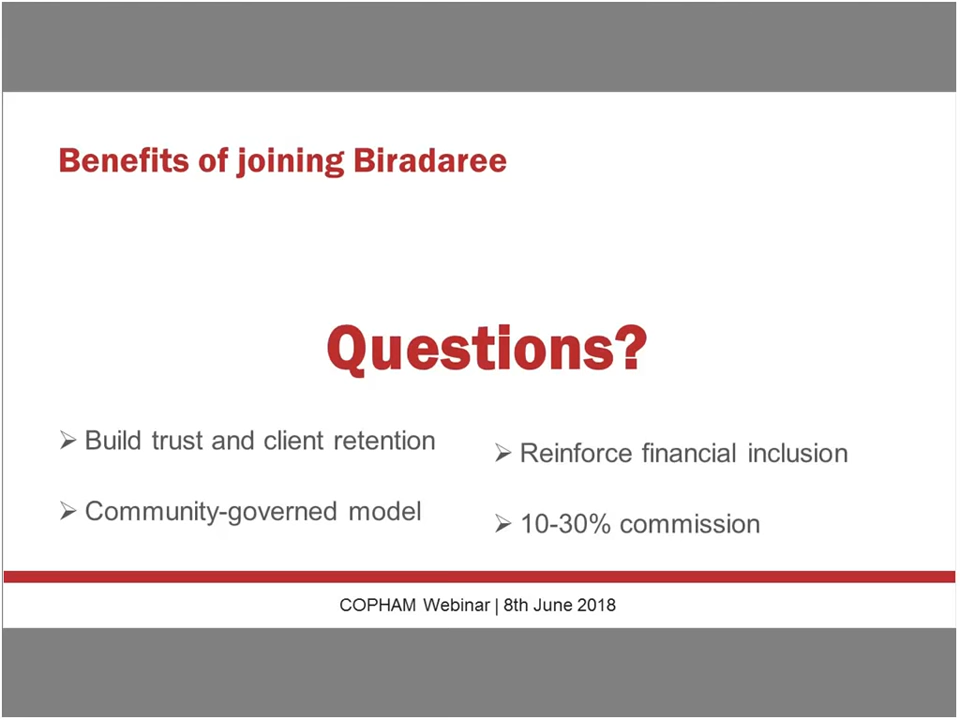 Benefits of joining Biradaree
Questions?
➢ Build trust and client retention
➢ Community-governed model
➢ Reinforce financial inclusion
➢ 10-30% commission
COPHAM Webinar | 8th June 2018